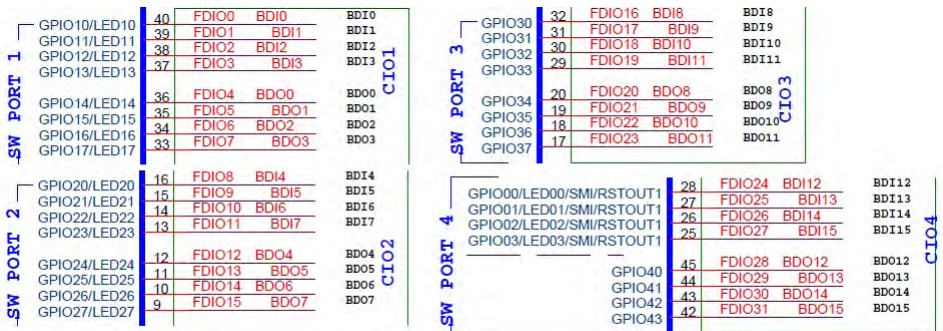 SW PORT 1
GPIO10/LED10 40 FDIO0 BDI0 BDI0
GPIO11/LED11 39 FDIO1 BDI1 BDI1
GPIO12/LED12 38 FDIO2 BDI2 BDI2
GPIO13/LED13 37 FDIO3 BDI3 BDI3
GPIO14/LED14 36 FDIO4 BDO0 BDO0
GPIO15/LED15 35 FDIO5 BDO1 BDO1
GPIO16/LED16 34 FDIO6 BDO2 BDO2
GPIO17/LED17 33 FDIO7 BDO3 BDO3
CIO1
SW PORT 2
GPIO20/LED20 16 FDIO8 BDI4 BDI4
GPIO21/LED21 15 FDIO9 BDI5 BDI5
GPIO22/LED22 14 FDIO10 BDI6 BDI6
GPIO23/LED23 13 FDIO11 BDI7 BDI7
GPIO24/LED24 12 FDIO12 BDO4 BDO4
GPIO25/LED25 11 FDIO13 BDO5 BDO5
GPIO26/LED26 10 FDIO14 BDO6 BDO6
GPIO27/LED27 9 FDIO15 BDO7 BDO7
CIO2
SW PORT 3
GPIO30 32 FDIO16 BDI8 BDI8
GPIO31 31 FDIO17 BDI9 BDI9
GPIO32 30 FDIO18 BDI10 BDI10
GPIO33 29 FDIO19 BDI11 BDI11
GPIO34 20 FDIO20 BDO8 BDO8
GPIO35 19 FDIO21 BDO9 BDO9
GPIO36 18 FDIO22 BDO10 BDO10
GPIO37 17 FDIO23 BDO11 BDO11
CIO3
SW PORT 4
GPIO00/LED00/SMI/RSTOUT1 28 FDIO24 BDI12 BDI12
GPIO01/LED01/SMI/RSTOUT1 27 FDIO25 BDI13 BDI13
GPIO02/LED02/SMI/RSTOUT1 26 FDIO26 BDI14 BDI14
GPIO03/LED03/SMI/RSTOUT1 25 FDIO27 BDI15 BDI15
GPIO40 45 FDIO28 BDO12 BDO12
GPIO41 44 FDIO29 BDO13 BDO13
GPIO42 43 FDIO30 BDO14 BDO14
GPIO43 42 FDIO31 BDO15 BDO15
CIO4